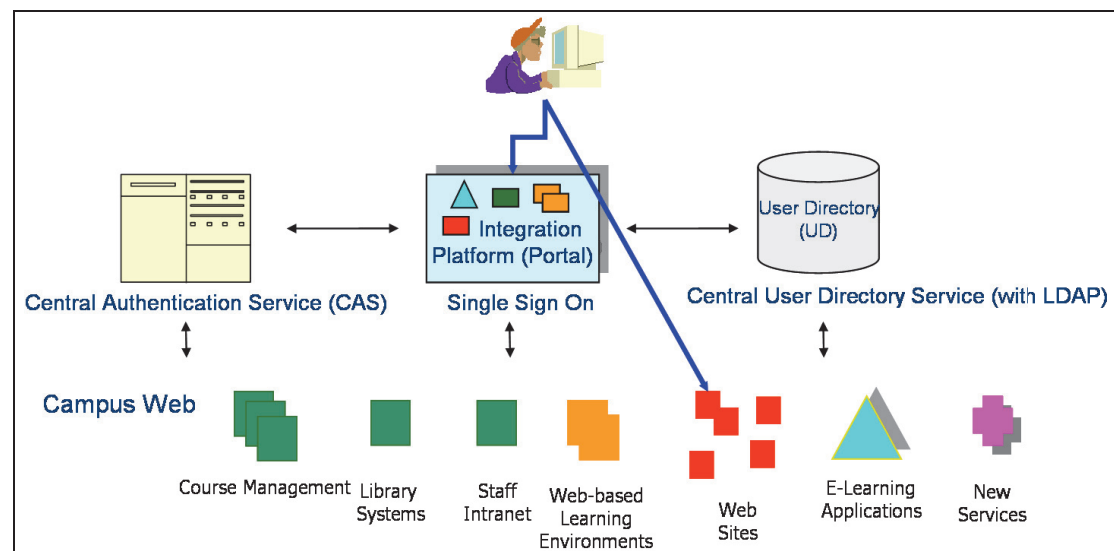 User Directory
(UD)
Integration
Platform (Portal)
Central Authentication Service (CAS)
Single Sign On
Central User Directory Service (with LDAP)
Campus Web
Course Management
Library
Systems
Staff
Intranet
Web-based
Learning
Environments
Web
Sites
E-Learning
Applications
New
Services